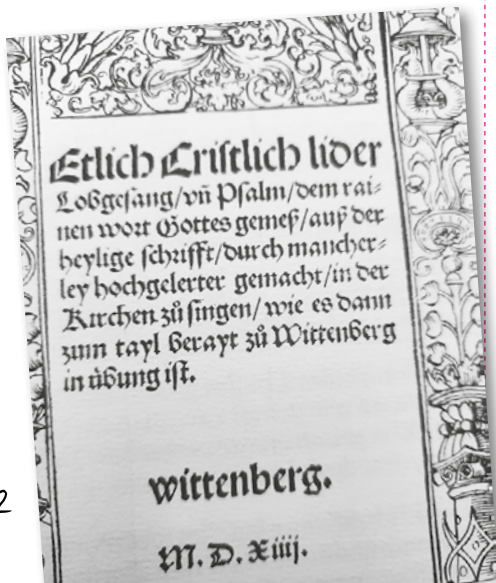 Etlich Cristlich lider
Lobgesang/vñ Psalm/dem rai⸗
nen wort Gottes gemeß/auß der
heylige schrifft/durch mancher⸗
ley hochgelerter gemacht/in der
Kirchen zů singen/wie es dann
zum tayl berayt zů Wittenberg
in übung ist.
wittenberg.
M. D. Xiiij.
2